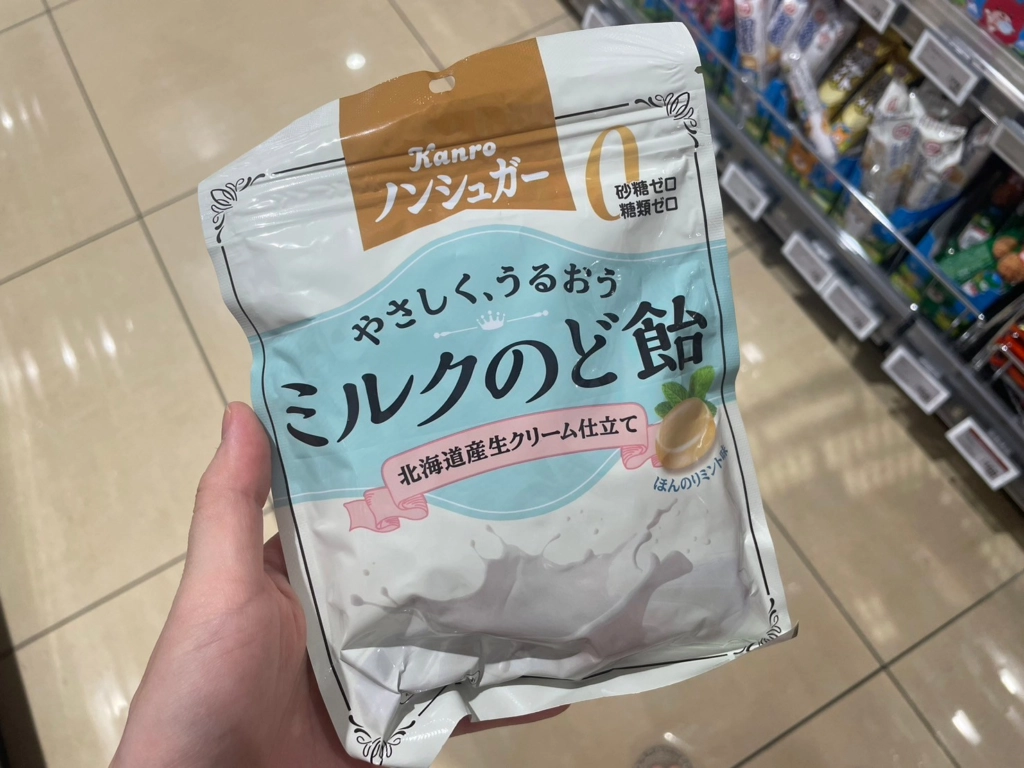 Kanro
ノンシュガー
0
砂糖ゼロ
糖類ゼロ
やさしく、うるおう
ミルクのど飴
北海道産生クリーム仕立て
ほんのりミント味